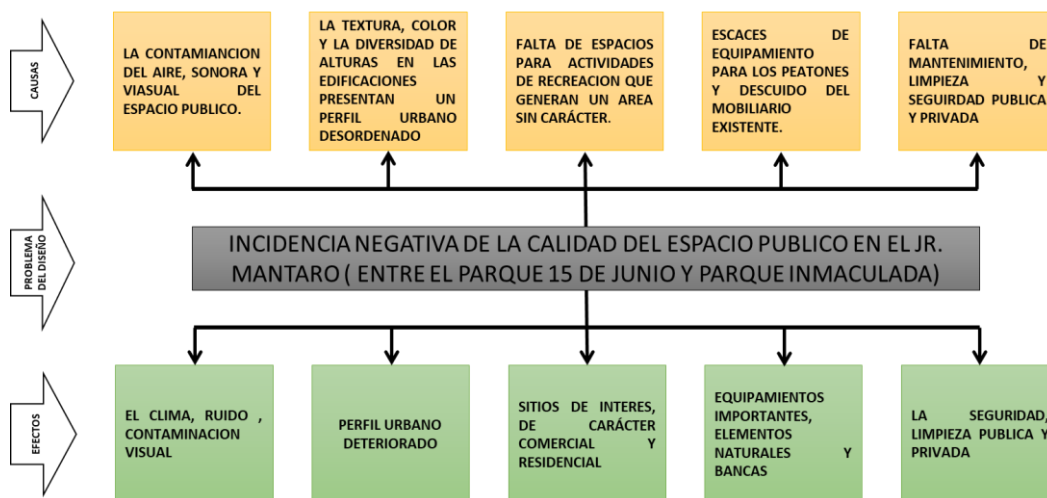 CAUSAS
LA CONTAMIANCION
DEL AIRE, SONORA Y
VIASUAL DEL
ESPACIO PUBLICO.
LA TEXTURA, COLOR
Y LA DIVERSIDAD DE
ALTURAS EN LAS
EDIFICACIONES
PRESENTAN UN
PERFIL URBANO
DESORDENADO
FALTA DE ESPACIOS
PARA ACTIVIDADES
DE RECREACION QUE
GENERAN UN AREA
SIN CARÁCTER.
ESCACES DE
EQUIPAMIENTO
PARA LOS PEATONES
Y DESCUIDO DEL
MOBILIARIO
EXISTENTE.
FALTA DE
MANTENIMIENTO,
LIMPIEZA Y
SEGUIRDAD PUBLICA
Y PRIVADA
PROBLEMA
DEL DISEÑO
INCIDENCIA NEGATIVA DE LA CALIDAD DEL ESPACIO PUBLICO EN EL JR.
MANTARO ( ENTRE EL PARQUE 15 DE JUNIO Y PARQUE INMACULADA)
EFECTOS
EL CLIMA, RUIDO ,
CONTAMINACION
VISUAL
PERFIL URBANO
DETERIORADO
SITIOS DE INTERES,
DE CARÁCTER
COMERCIAL Y
RESIDENCIAL
EQUIPAMIENTOS
IMPORTANTES,
ELEMENTOS
NATURALES Y
BANCAS
LA SEGURIDAD,
LIMPIEZA PUBLICA Y
PRIVADA